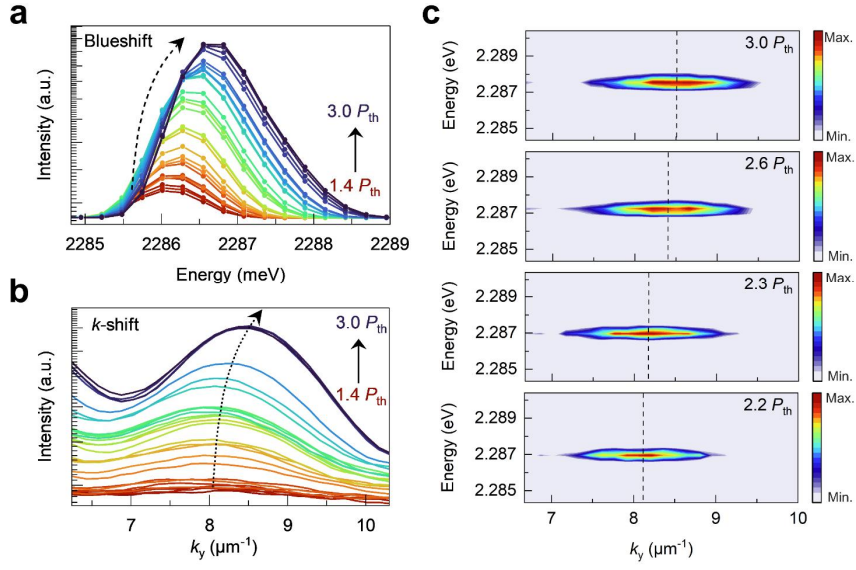 a
Blueshift
Intensity (a.u.)
3.0 Pth
1.4 Pth
2285
2286
2287
2288
2289
Energy (meV)
b
k-shift
Intensity (a.u.)
3.0 Pth
1.4 Pth
7
8
9
10
ky (μm⁻¹)
c
Energy (eV)
2.289
2.287
2.285
3.0 Pth
Max.
Min.
Energy (eV)
2.289
2.287
2.285
2.6 Pth
Max.
Min.
Energy (eV)
2.289
2.287
2.285
2.3 Pth
Max.
Min.
Energy (eV)
2.289
2.287
2.285
2.2 Pth
Max.
Min.
7
8
9
10
ky (μm⁻¹)